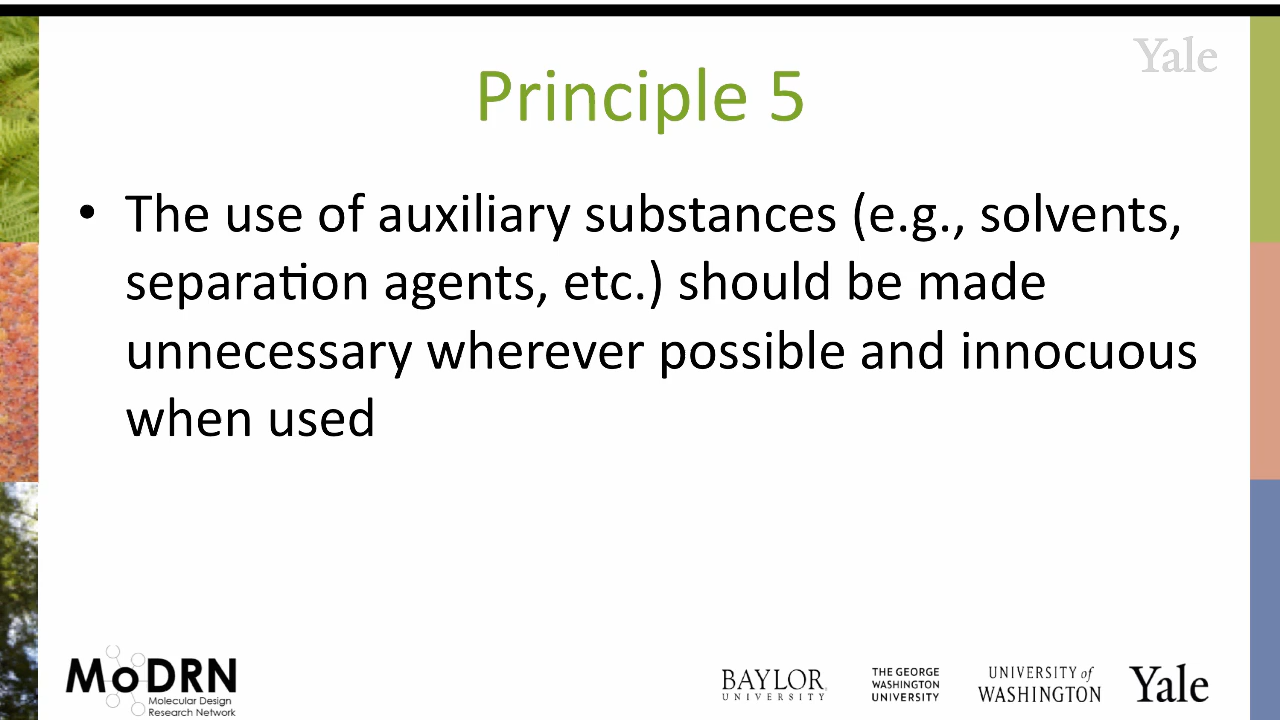 Yale
Principle 5
• The use of auxiliary substances (e.g., solvents,
separation agents, etc.) should be made
unnecessary wherever possible and innocuous
when used
MoDRN
Molecular Design
Research Network
BAYLOR
UNIVERSITY
THE GEORGE
WASHINGTON
UNIVERSITY
UNIVERSITY of
WASHINGTON
Yale